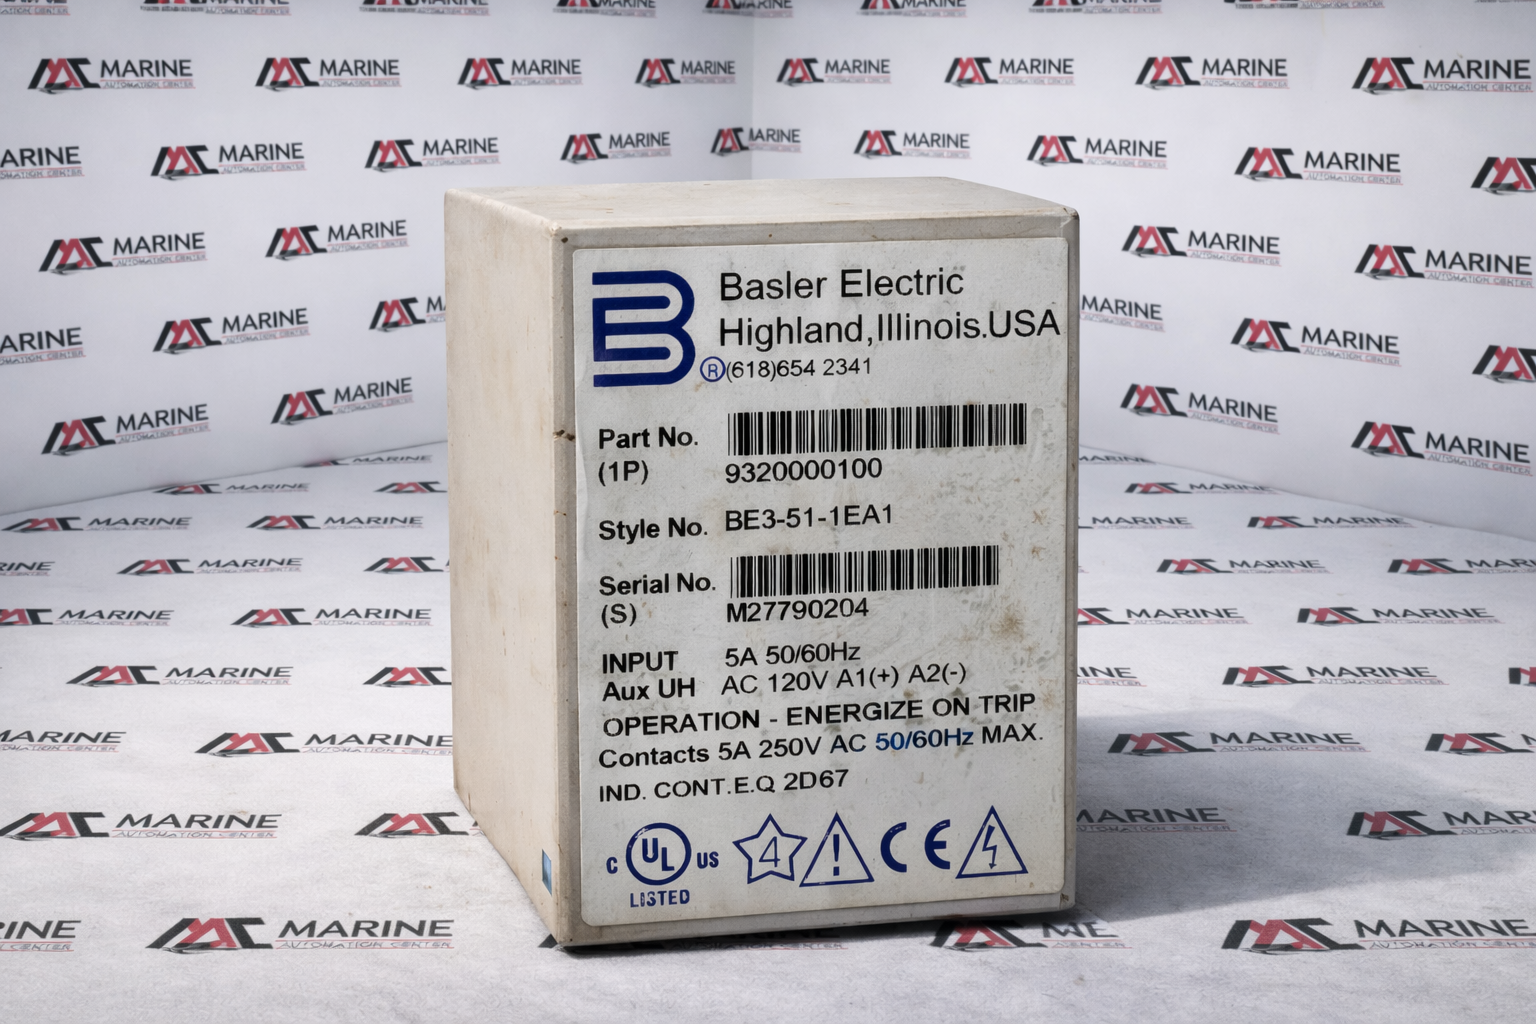 Basler Electric
Highland,Illinois.USA
®(618)654 2341
Part No.
(1P)
9320000100
Style No. BE3-51-1EA1
Serial No.
(S)
M27790204
INPUT 5A 50/60Hz
Aux UH AC 120V A1(+) A2(-)
OPERATION - ENERGIZE ON TRIP
Contacts 5A 250V AC 50/60Hz MAX.
IND. CONT.E.Q 2D67
C UL US 4 ! CE
LISTED
MARINE
AUTOMATION CENTER